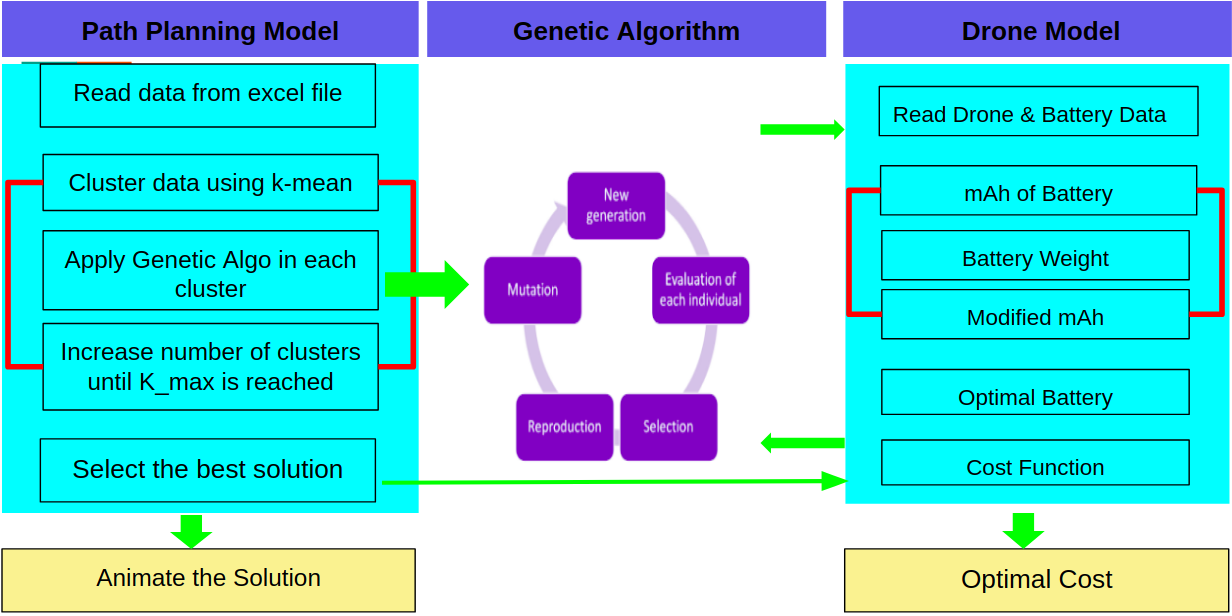 Path Planning Model
Genetic Algorithm
Drone Model
Read data from excel file
Cluster data using k-mean
Apply Genetic Algo in each
cluster
Increase number of clusters
until K_max is reached
Select the best solution
Animate the Solution
New
generation
Evaluation of
each individual
Selection
Reproduction
Mutation
Read Drone & Battery Data
mAh of Battery
Battery Weight
Modified mAh
Optimal Battery
Cost Function
Optimal Cost